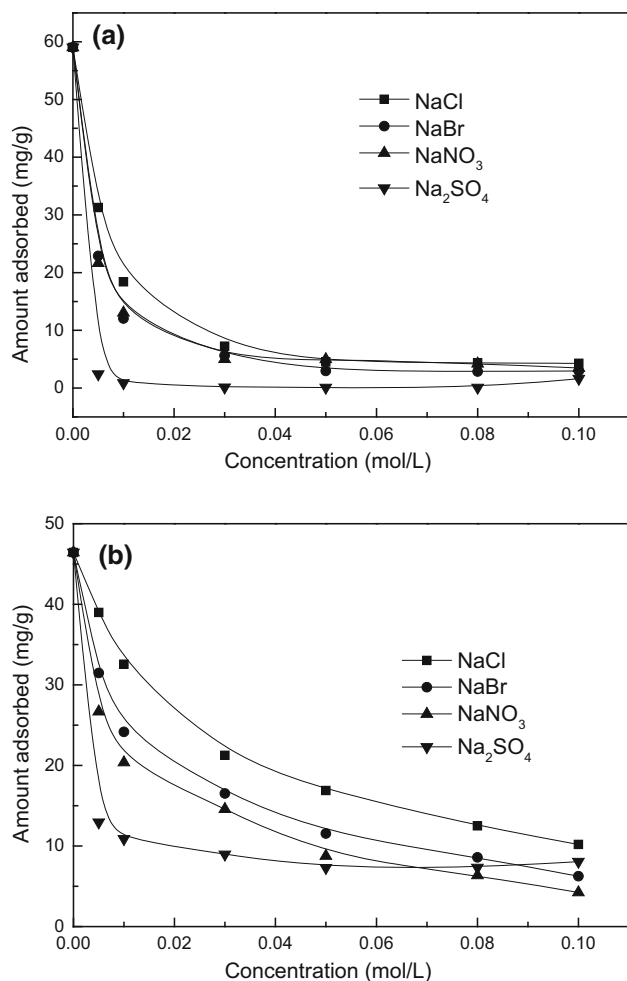 (a)
60
50
40
30
20
10
0
Amount adsorbed (mg/g)
NaCl
NaBr
NaNO₃
Na₂SO₄
0.00 0.02 0.04 0.06 0.08 0.10
Concentration (mol/L)
(b)
50
40
30
20
10
0
Amount adsorbed (mg/g)
NaCl
NaBr
NaNO₃
Na₂SO₄
0.00 0.02 0.04 0.06 0.08 0.10
Concentration (mol/L)